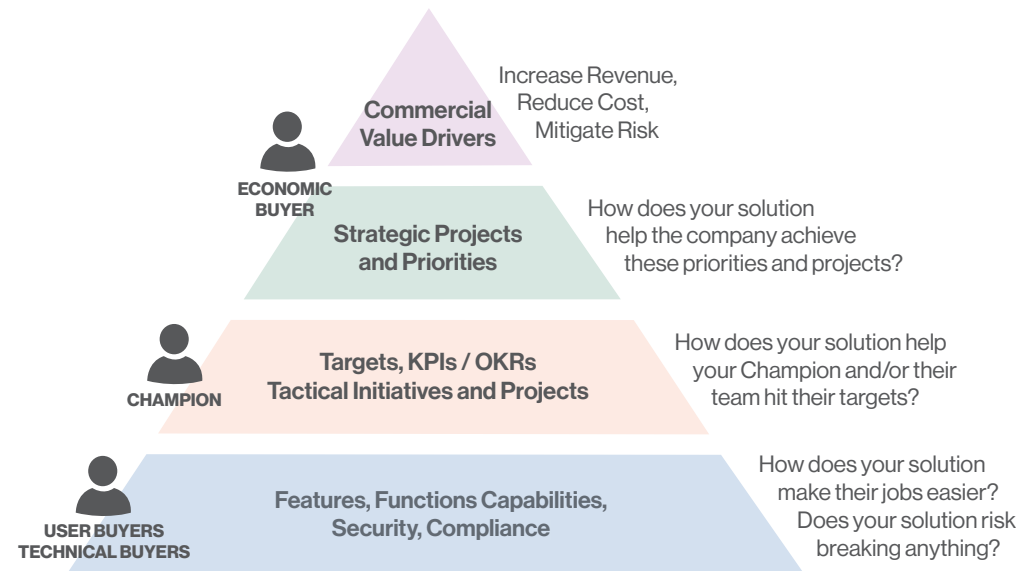 Increase Revenue,
Reduce Cost,
Mitigate Risk
Commercial
Value Drivers
ECONOMIC
BUYER
How does your solution
help the company achieve
these priorities and projects?
Strategic Projects
and Priorities
How does your solution help
your Champion and/or their
team hit their targets?
Targets, KPIs / OKRs
Tactical Initiatives and Projects
CHAMPION
How does your solution
make their jobs easier?
Does your solution risk
breaking anything?
Features, Functions Capabilities,
Security, Compliance
USER BUYERS
TECHNICAL BUYERS